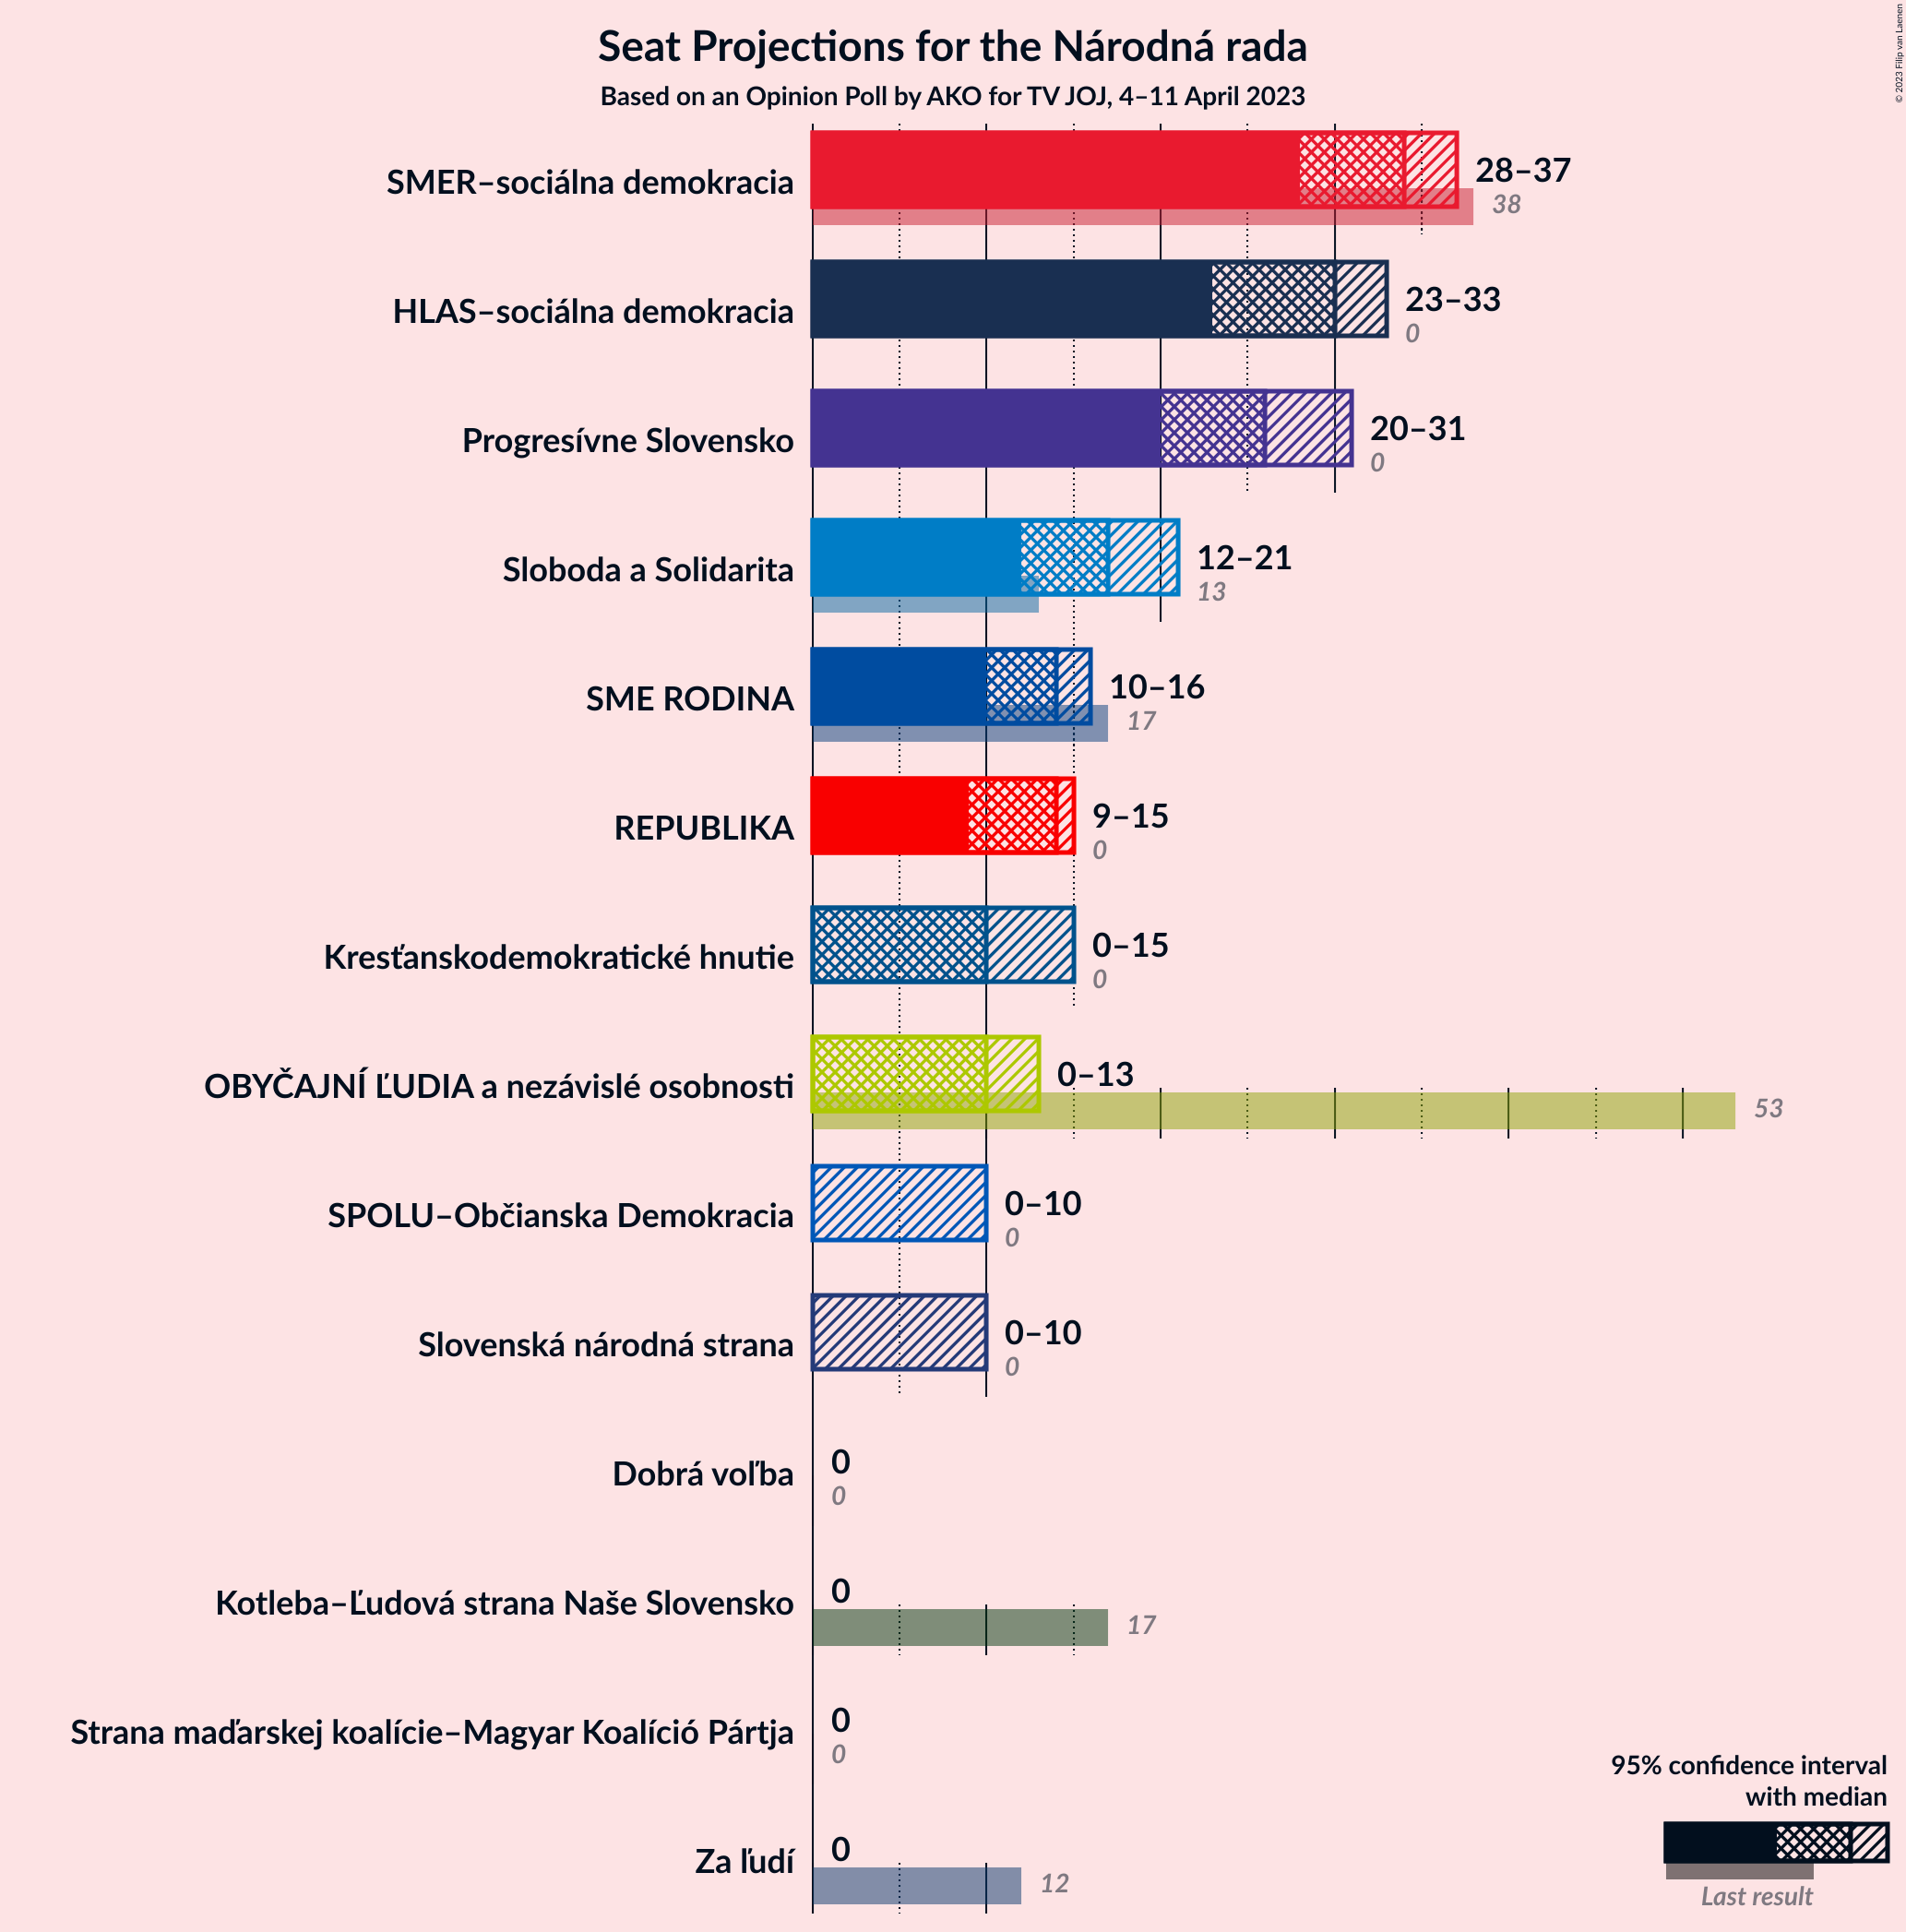 Seat Projections for the Národná rada
Based on an Opinion Poll by AKO for TV JOJ, 4–11 April 2023
© 2023 Filip van Laenen
SMER–sociálna demokracia
28–37
38
HLAS–sociálna demokracia
23–33
0
Progresívne Slovensko
20–31
0
Sloboda a Solidarita
12–21
13
SME RODINA
10–16
17
REPUBLIKA
9–15
0
Kresťanskodemokratické hnutie
0–15
0
OBYČAJNÍ ĽUDIA a nezávislé osobnosti
0–13
53
SPOLU–Občianska Demokracia
0–10
0
Slovenská národná strana
0–10
0
Dobrá voľba
0
0
Kotleba–Ľudová strana Naše Slovensko
0
17
Strana maďarskej koalície–Magyar Koalíció Pártja
0
0
Za ľudí
0
12
95% confidence interval
with median
Last result